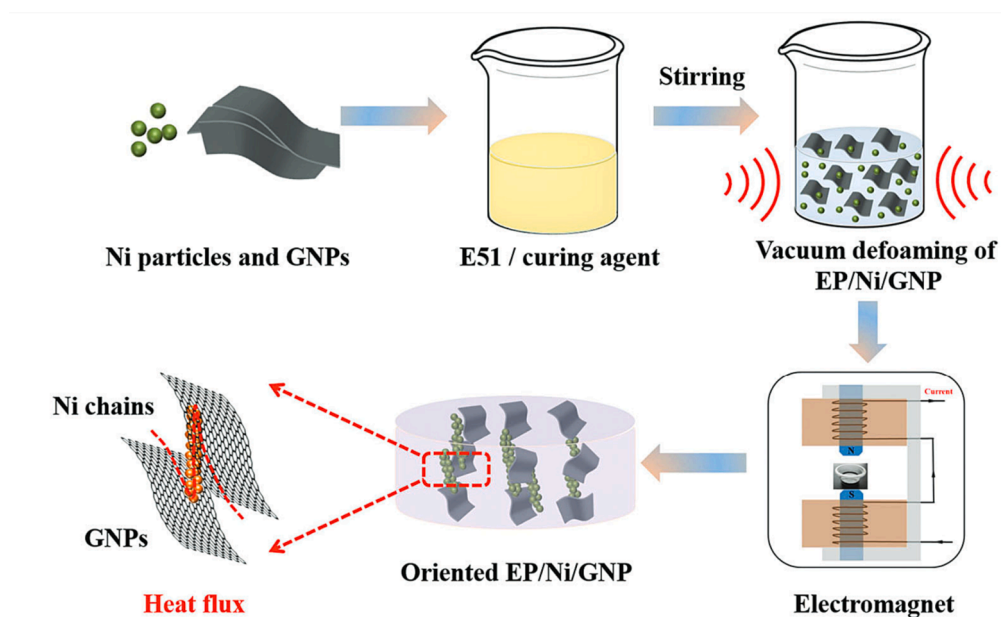 Stirring
Ni particles and GNPs
E51 / curing agent
Vacuum defoaming of
EP/Ni/GNP
Current
N
S
Electromagnet
Oriented EP/Ni/GNP
Ni chains
GNPs
Heat flux